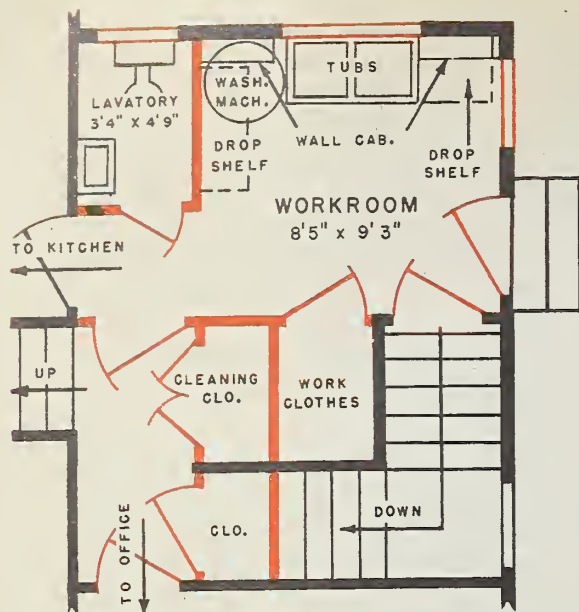 TUBS
WASH.
MACH.
LAVATORY
3'4" X 4'9"
DROP
SHELF
WALL CAB.
DROP
SHELF
WORKROOM
8'5" X 9'3"
TO KITCHEN
UP
CLEANING
CLO.
WORK
CLOTHES
DOWN
CLO.
TO OFFICE